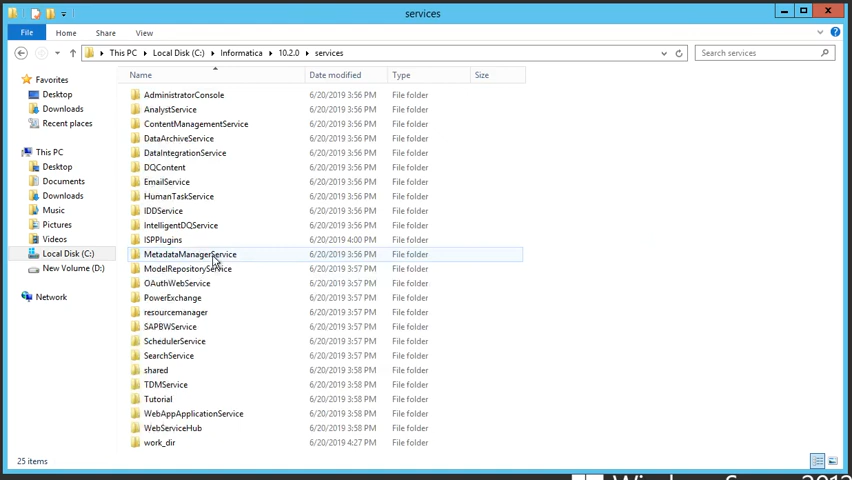 services
File Home Share View
This PC Local Disk (C:) Informatica 10.2.0 services Search services
Name Date modified Type Size
Favorites
Desktop
Downloads
Recent places
This PC
Desktop
Documents
Downloads
Music
Pictures
Videos
Local Disk (C:)
New Volume (D:)
Network
AdministratorConsole 6/20/2019 3:56 PM File folder
AnalystService 6/20/2019 3:56 PM File folder
ContentManagementService 6/20/2019 3:56 PM File folder
DataArchiveService 6/20/2019 3:56 PM File folder
DataIntegrationService 6/20/2019 3:56 PM File folder
DQContent 6/20/2019 3:56 PM File folder
EmailService 6/20/2019 3:56 PM File folder
HumanTaskService 6/20/2019 3:56 PM File folder
IDDService 6/20/2019 3:56 PM File folder
IntelligentDQService 6/20/2019 3:56 PM File folder
ISPPlugins 6/20/2019 4:00 PM File folder
MetadataManagerService 6/20/2019 3:56 PM File folder
ModelRepositoryService 6/20/2019 3:57 PM File folder
OAuthWebService 6/20/2019 3:57 PM File folder
PowerExchange 6/20/2019 3:57 PM File folder
resourcemanager 6/20/2019 3:57 PM File folder
SAPBWService 6/20/2019 3:57 PM File folder
SchedulerService 6/20/2019 3:57 PM File folder
SearchService 6/20/2019 3:57 PM File folder
shared 6/20/2019 3:58 PM File folder
TDMService 6/20/2019 3:58 PM File folder
Tutorial 6/20/2019 3:58 PM File folder
WebAppApplicationService 6/20/2019 3:58 PM File folder
WebServiceHub 6/20/2019 3:58 PM File folder
work_dir 6/20/2019 4:27 PM File folder
25 items